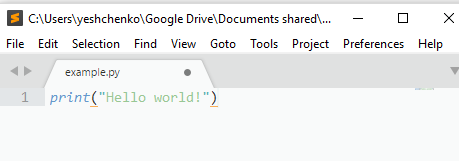 C:\Users\yeshchenko\Google Drive\Documents shared\...
File Edit Selection Find View Goto Tools Project Preferences Help
example.py
1 print("Hello world!")